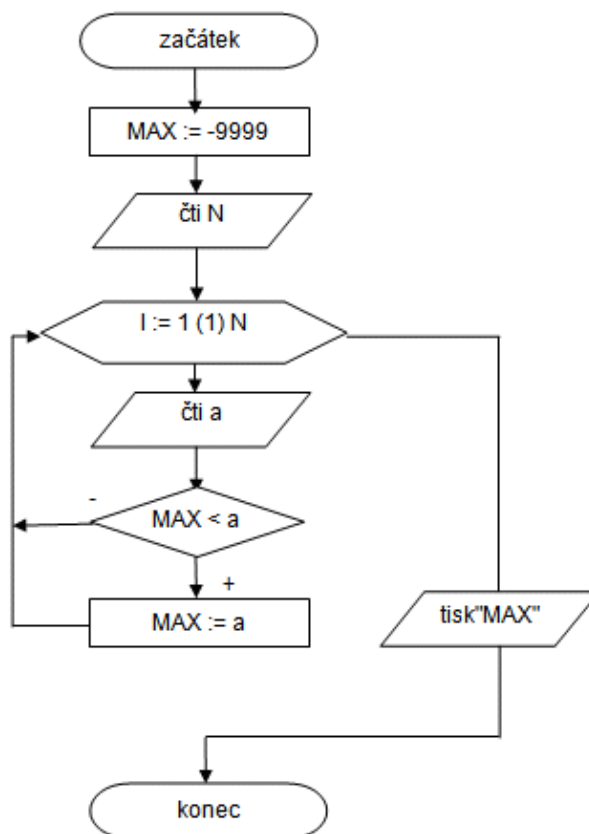 začátek
MAX := -9999
čti N
I := 1 (1) N
čti a
-
MAX < a
+
MAX := a
tisk"MAX"
konec